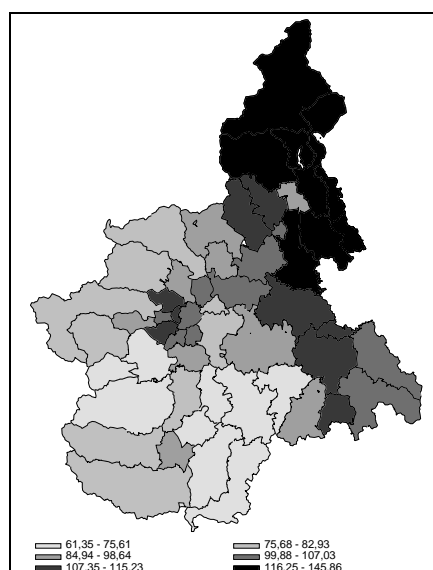 61,35 - 75,61 75,68 - 82,93
84,94 - 98,64 99,88 - 107,03
107,35 - 115,23 116,25 - 145,86